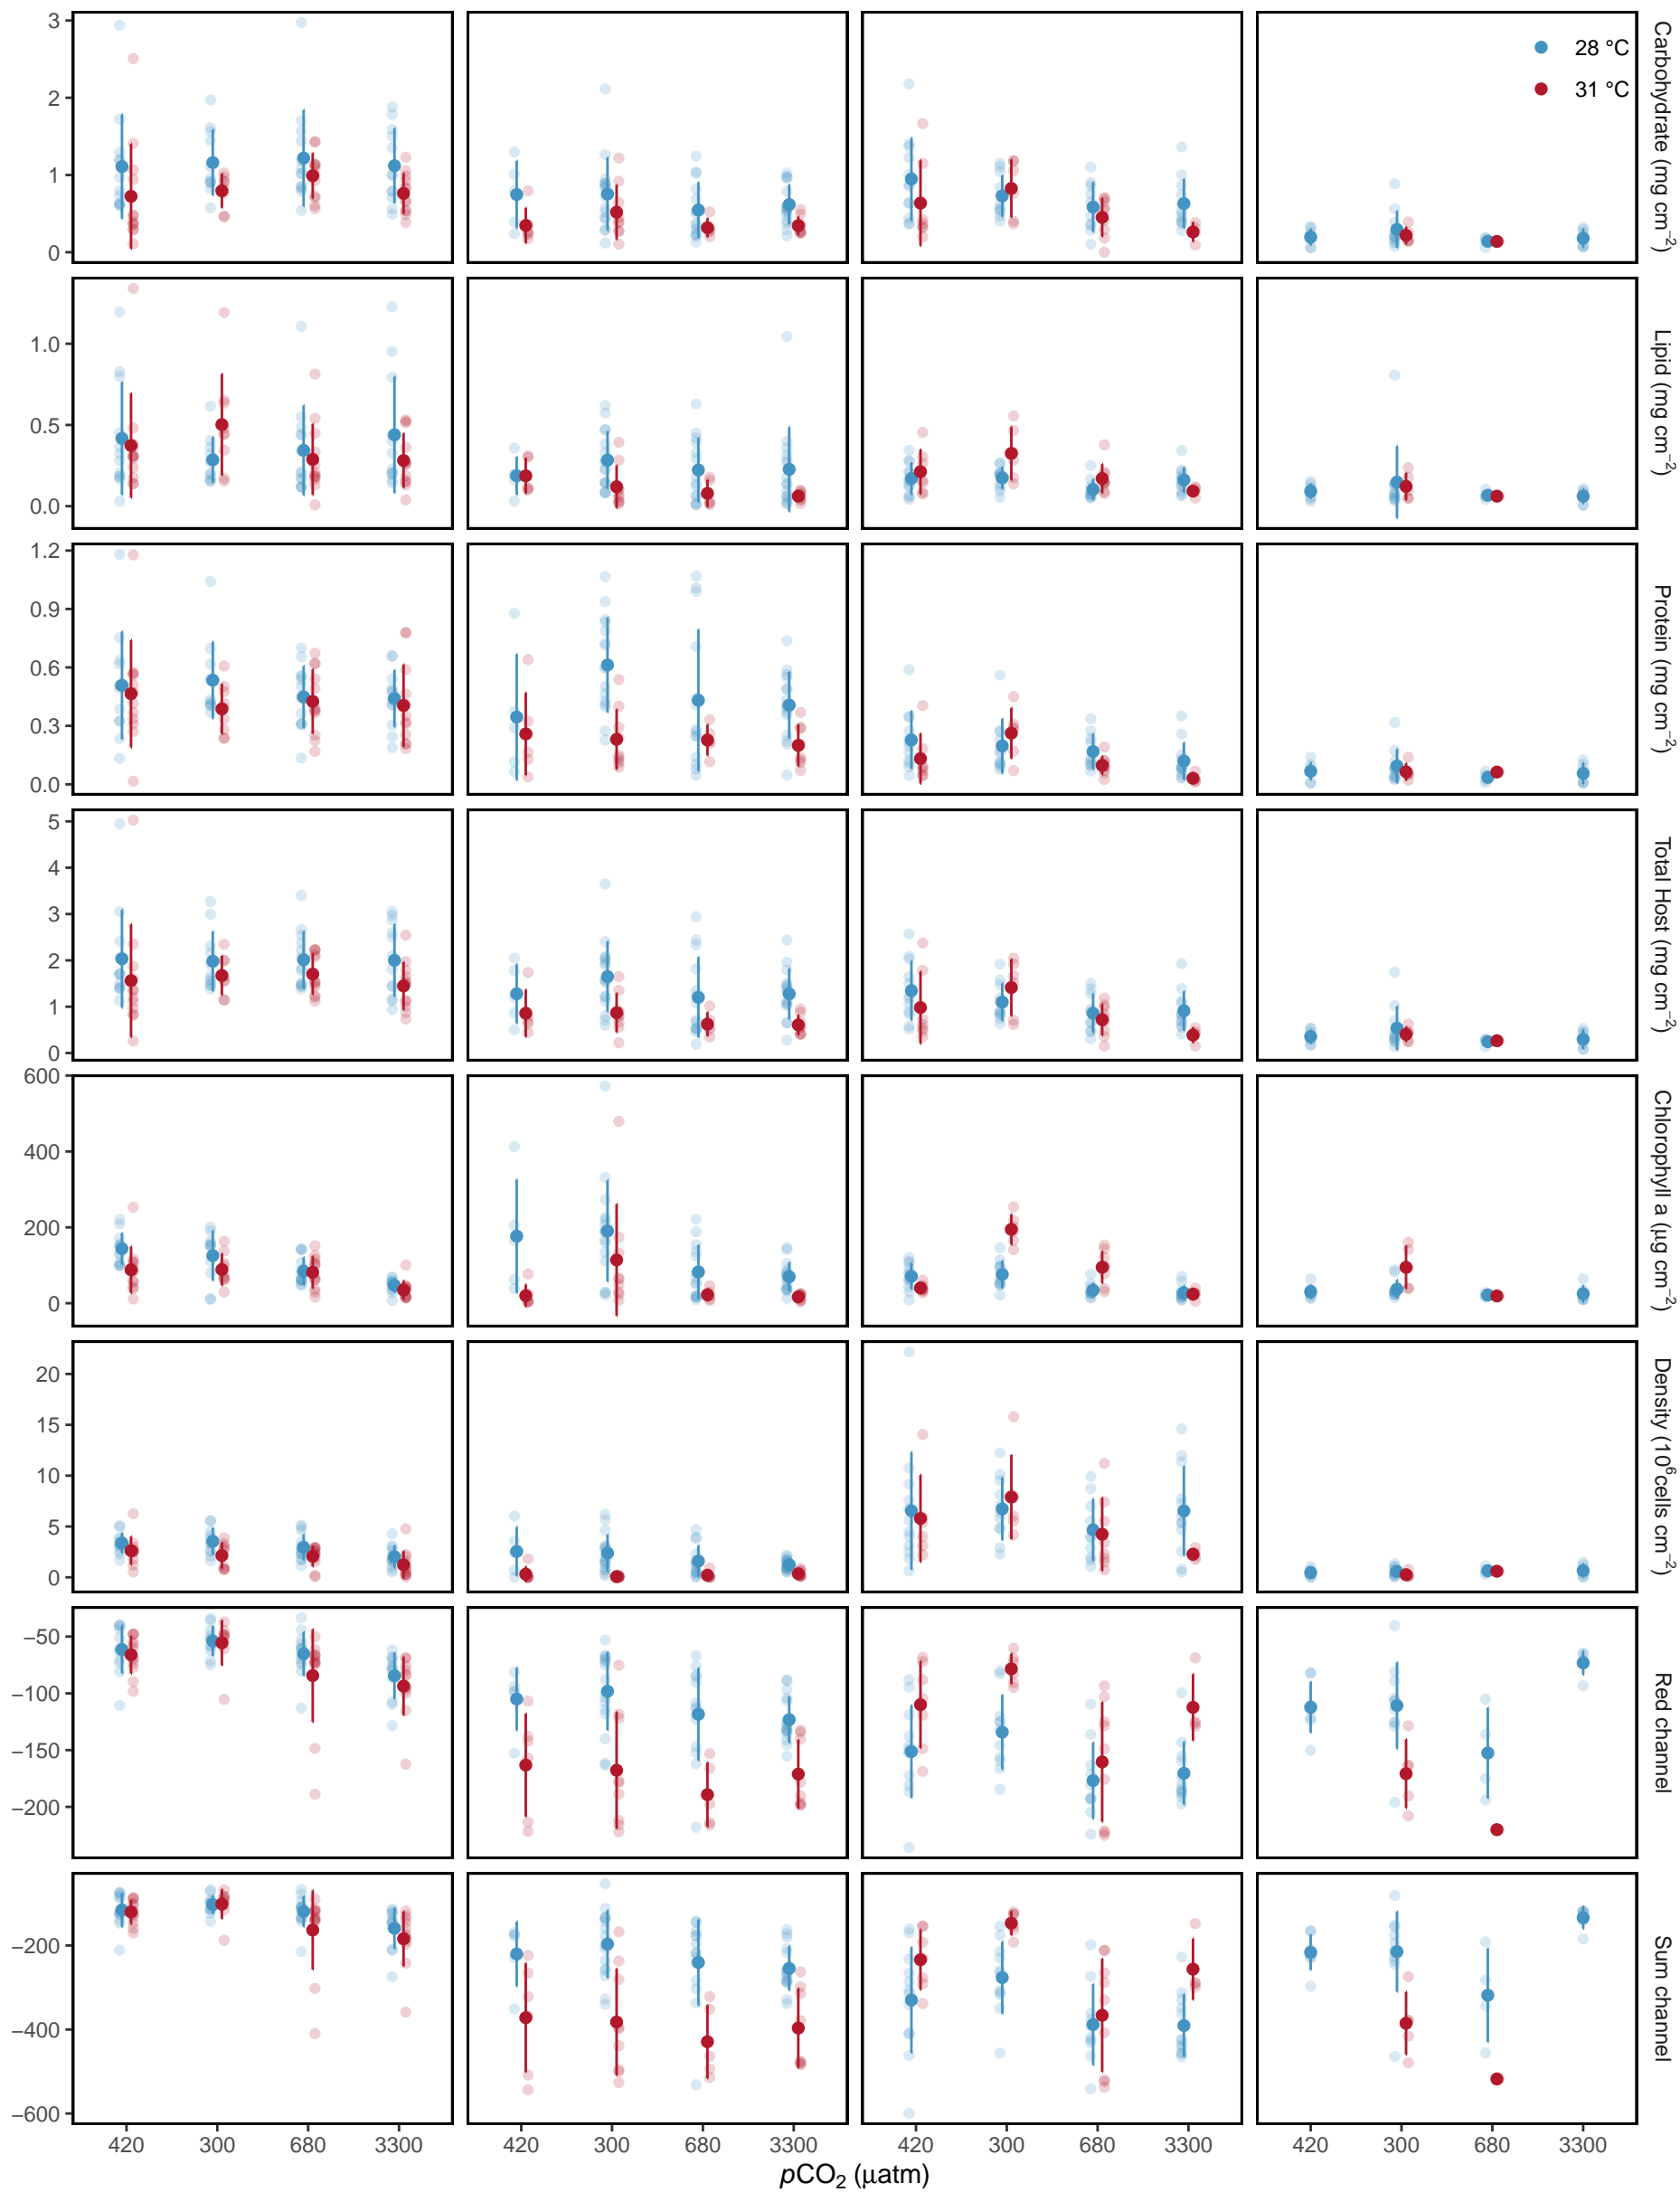 3
2
1
0
28 °C
31 °C
Carbohydrate (mg cm⁻²)
1.0
0.5
0.0
Lipid (mg cm⁻²)
1.2
0.9
0.6
0.3
0.0
Protein (mg cm⁻²)
5
4
3
2
1
0
Total Host (mg cm⁻²)
600
400
200
0
Chlorophyll a (μg cm⁻²)
20
15
10
5
0
Density (10⁶cells cm⁻²)
−50
−100
−150
−200
Red channel
−200
−400
−600
Sum channel
420 300 680 3300 420 300 680 3300 420 300 680 3300 420 300 680 3300
pCO₂ (μatm)